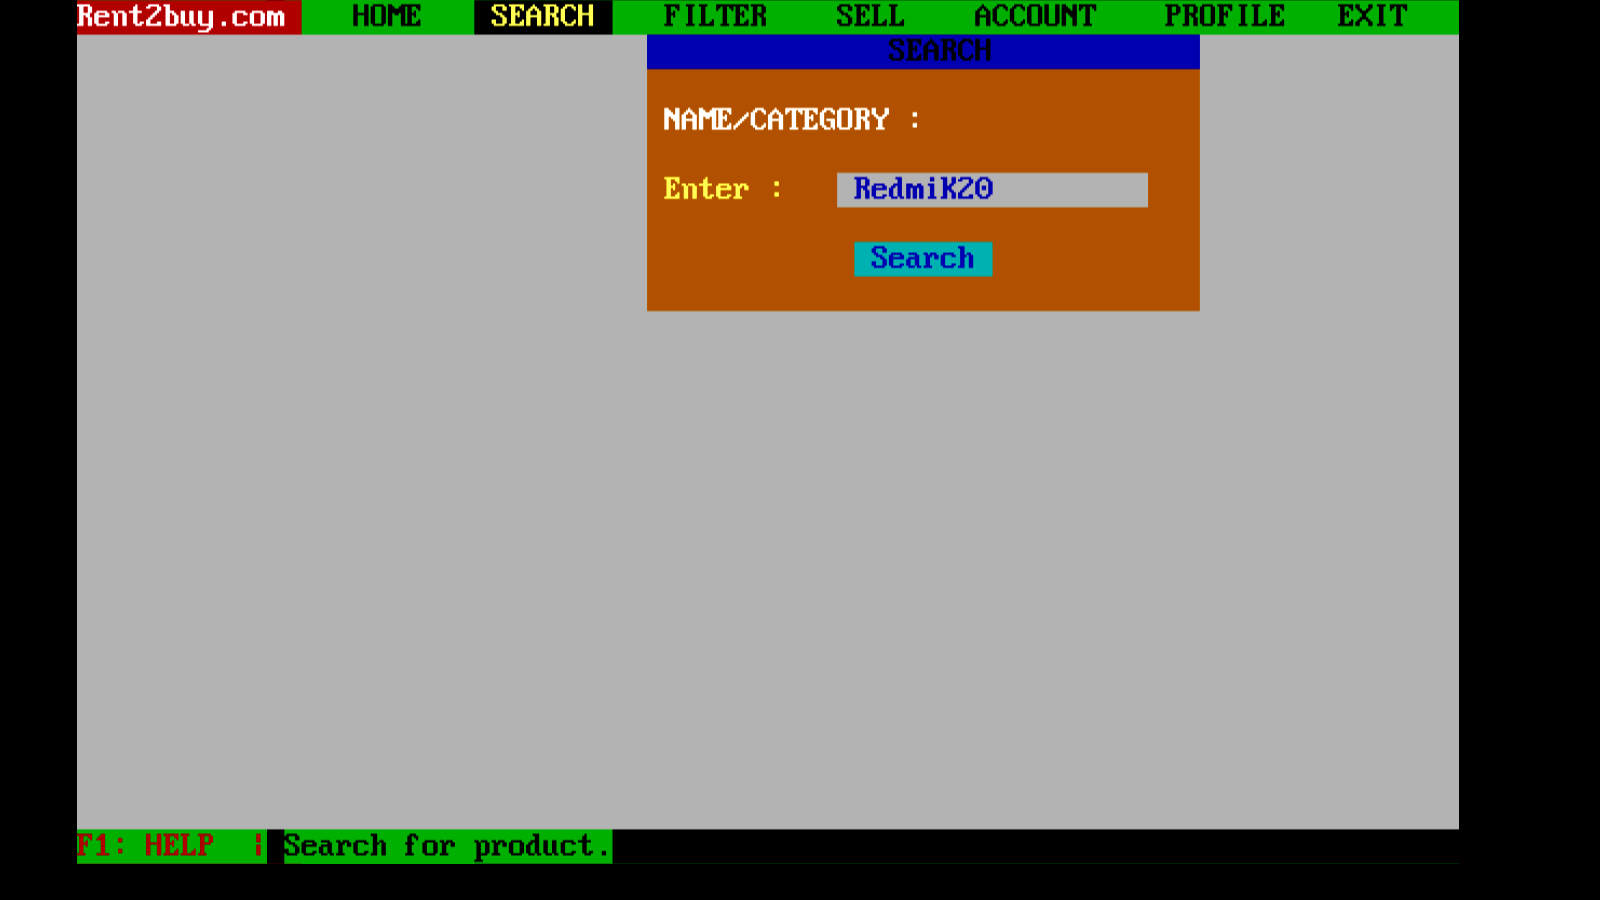 Rent2buy.com HOME SEARCH FILTER SELL ACCOUNT PROFILE EXIT
SEARCH
NAME/CATEGORY :
Enter : RedmiK20
Search
F1: HELP ¦ Search for product.